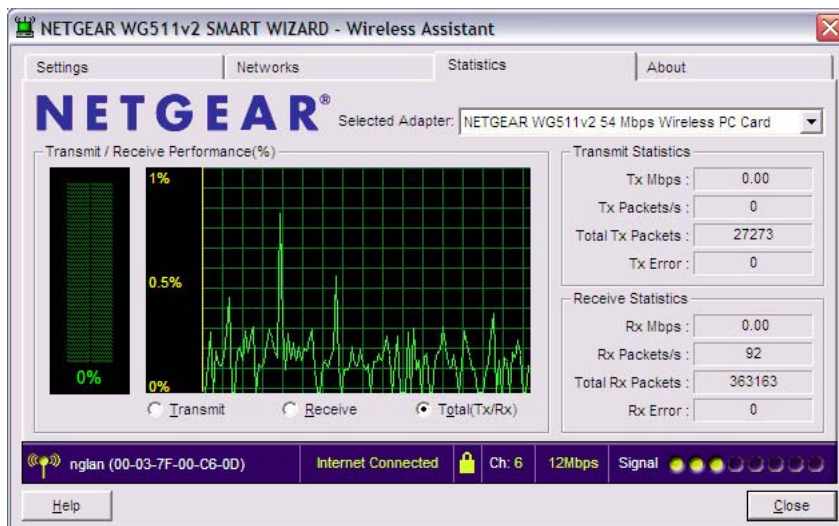 NETGEAR WG511v2 SMART WIZARD - Wireless Assistant
Settings
Networks
Statistics
About
NETGEAR®
Selected Adapter: NETGEAR WG511v2 54 Mbps Wireless PC Card
Transmit / Receive Performance(%)
1%
0.5%
0%
0%
Transmit
Receive
Total(Tx/Rx)
Transmit Statistics
Tx Mbps : 0.00
Tx Packets/s : 0
Total Tx Packets : 27273
Tx Error : 0
Receive Statistics
Rx Mbps : 0.00
Rx Packets/s : 92
Total Rx Packets : 363163
Rx Error : 0
nglan (00-03-7F-00-C6-0D)
Internet Connected
Ch: 6
12Mbps
Signal
Help
Close